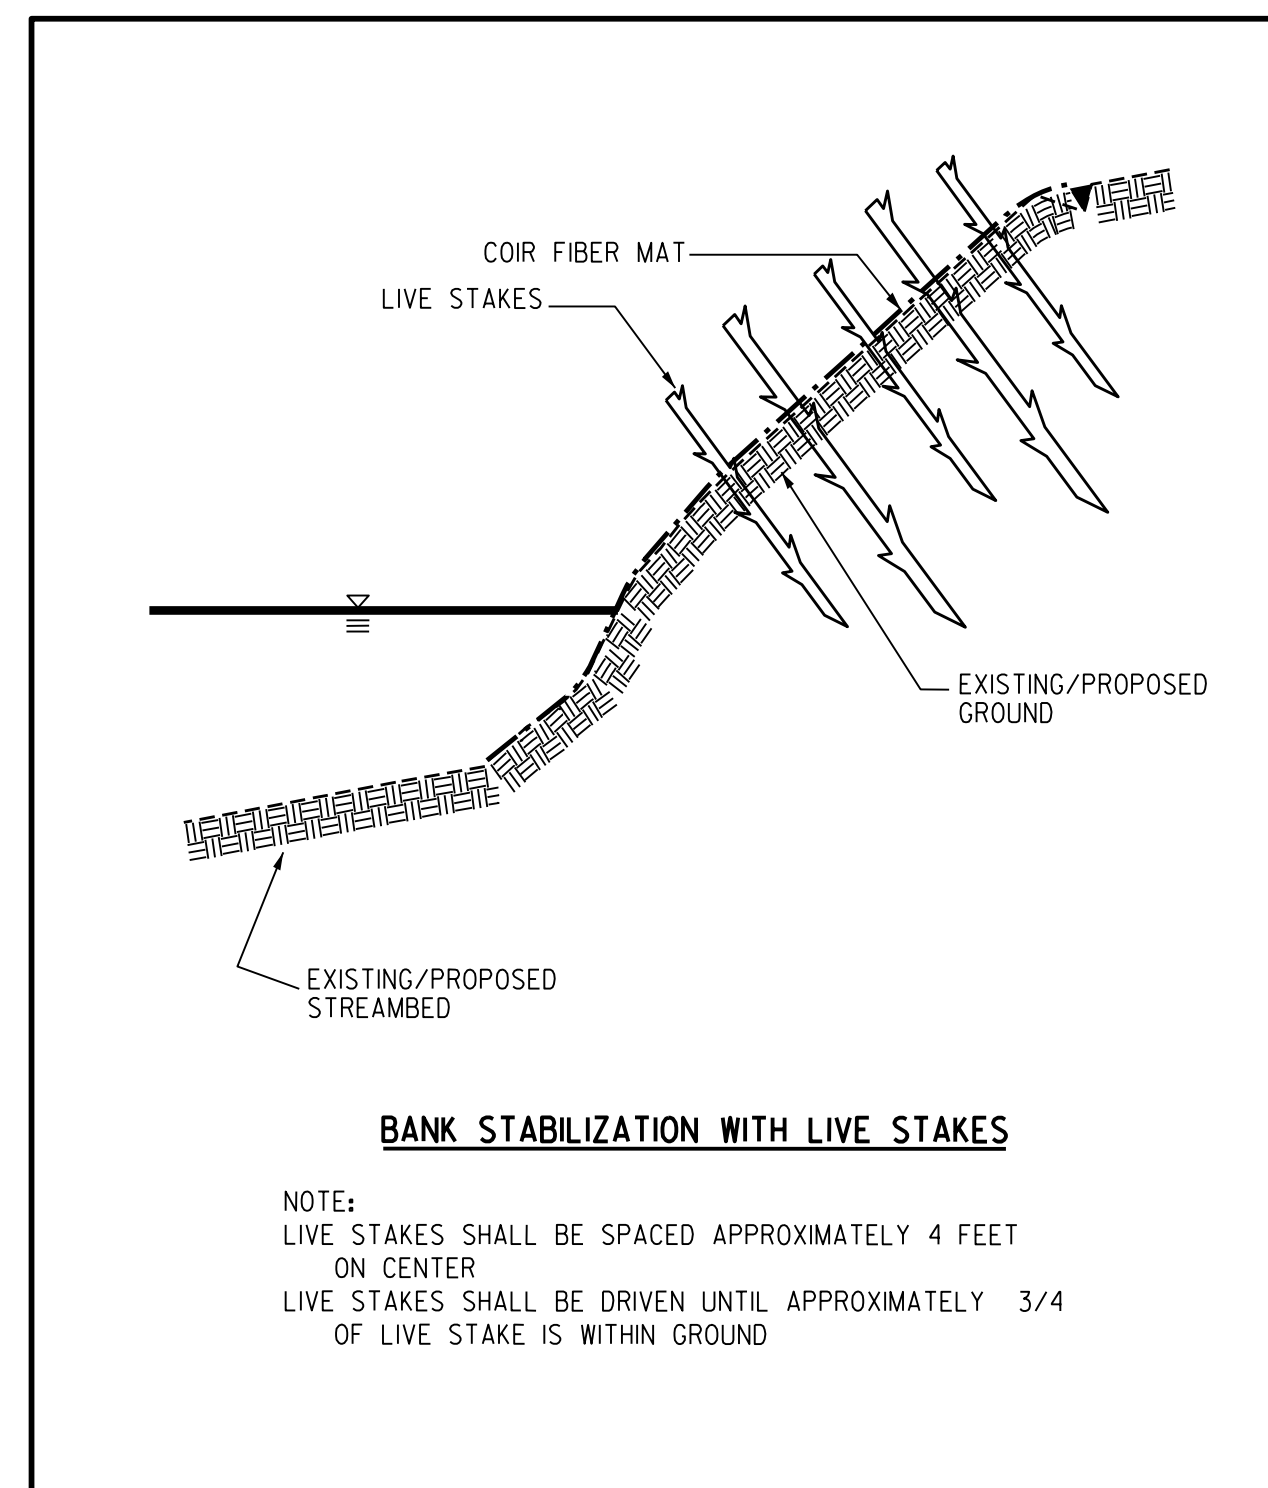 COIR FIBER MAT
LIVE STAKES
EXISTING/PROPOSED
GROUND
EXISTING/PROPOSED
STREAMBED
BANK STABILIZATION WITH LIVE STAKES
NOTE:
LIVE STAKES SHALL BE SPACED APPROXIMATELY 4 FEET
ON CENTER
LIVE STAKES SHALL BE DRIVEN UNTIL APPROXIMATELY 3/4
OF LIVE STAKE IS WITHIN GROUND